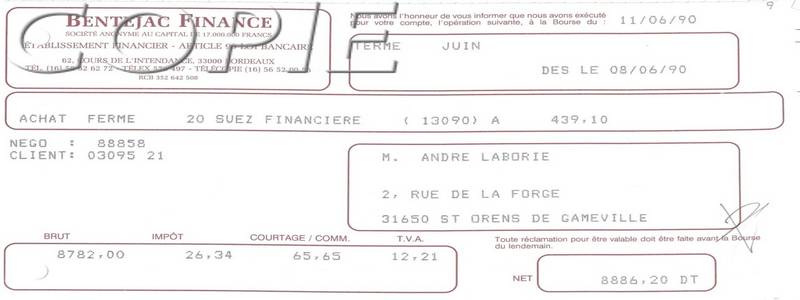 COPIE
BENTEJAC FINANCE
SOCIÉTÉ ANONYME AU CAPITAL DE 17.000.000 FRANCS
ÉTABLISSEMENT FINANCIER - ARTICLE 99 LOI BANCAIRE
62, COURS DE L'INTENDANCE, 33000 BORDEAUX
RCB 352 642 508
Nous avons l'honneur de vous informer que nous avons exécuté
pour votre compte, l'opération suivante, à la Bourse du : 11/06/90
TERME JUIN
DES LE 08/06/90
ACHAT FERME 20 SUEZ FINANCIERE ( 13090) A 439,10
NEGO : 88858
CLIENT: 03095 21
M. ANDRE LABORIE
2, RUE DE LA FORGE
31650 ST ORENS DE GAMEVILLE
BRUT IMPÔT COURTAGE / COMM. T.V.A.
8782,00 26,34 65,65 12,21
Toute réclamation pour être valable doit être faite avant la Bourse
du lendemain.
NET 8886,20 DT